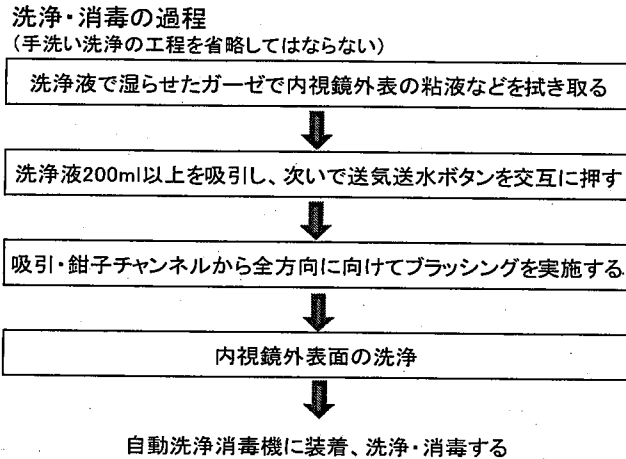 洗浄・消毒の過程
(手洗い洗浄の工程を省略してはならない)
洗浄液で湿らせたガーゼで内視鏡外表の粘液などを拭き取る
洗浄液200ml以上を吸引し、次いで送気送水ボタンを交互に押す
吸引・鉗子チャンネルから全方向に向けてブラッシングを実施する
内視鏡外表面の洗浄
自動洗浄消毒機に装着、洗浄・消毒する